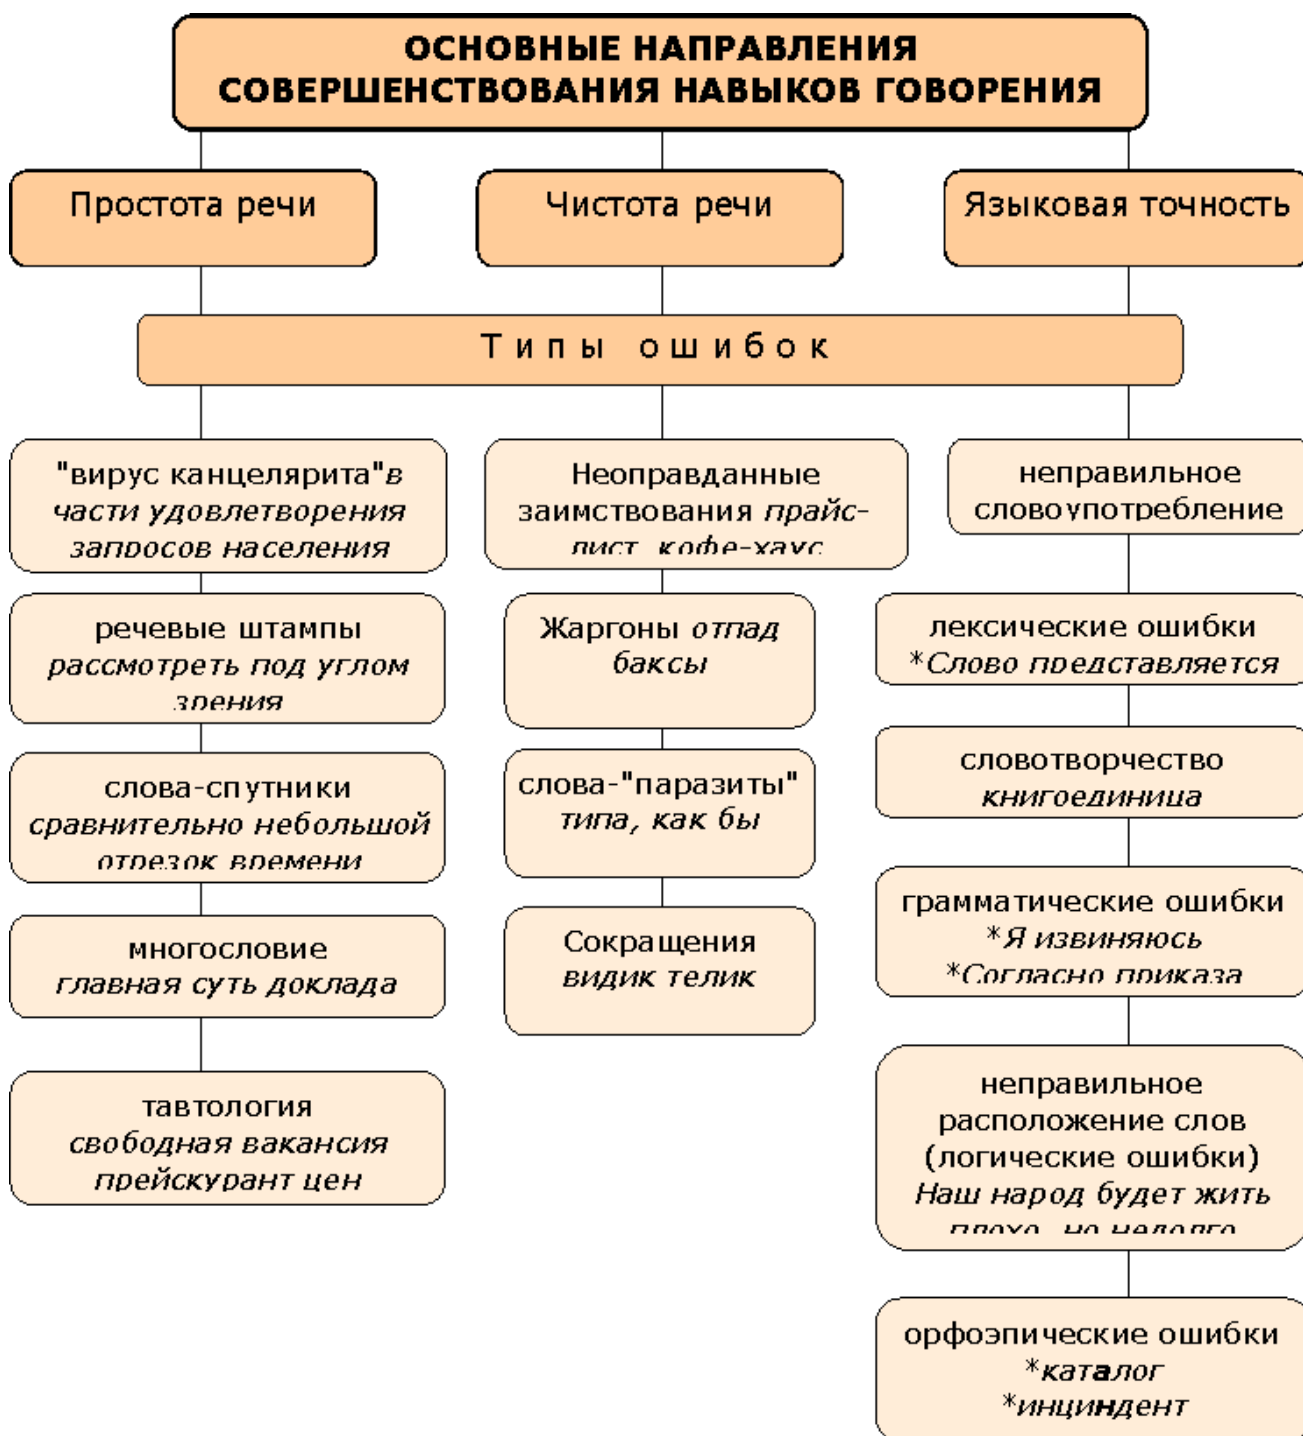 ОСНОВНЫЕ НАПРАВЛЕНИЯ
СОВЕРШЕНСТВОВАНИЯ НАВЫКОВ ГОВОРЕНИЯ
Простота речи
Чистота речи
Языковая точность
Типы ошибок
"вирус канцелярита"в
части удовлетворения
запросов населения
речевые штампы
рассмотреть под углом
зрения
слова-спутники
сравнительно небольшой
отрезок времени
многословие
главная суть доклада
тавтология
свободная вакансия
прейскурант цен
Неоправданные
заимствования прайс-
лист, кофе-хаус
Жаргоны отпад
баксы
слова-"паразиты"
типа, как бы
Сокращения
видик телик
неправильное
словоупотребление
лексические ошибки
*Слово представляется
словотворчество
книгоединица
грамматические ошибки
*Я извиняюсь
*Согласно приказа
неправильное
расположение слов
(логические ошибки)
Наш народ будет жить
плохо, но недолго
орфоэпические ошибки
*каталог
*инциндент